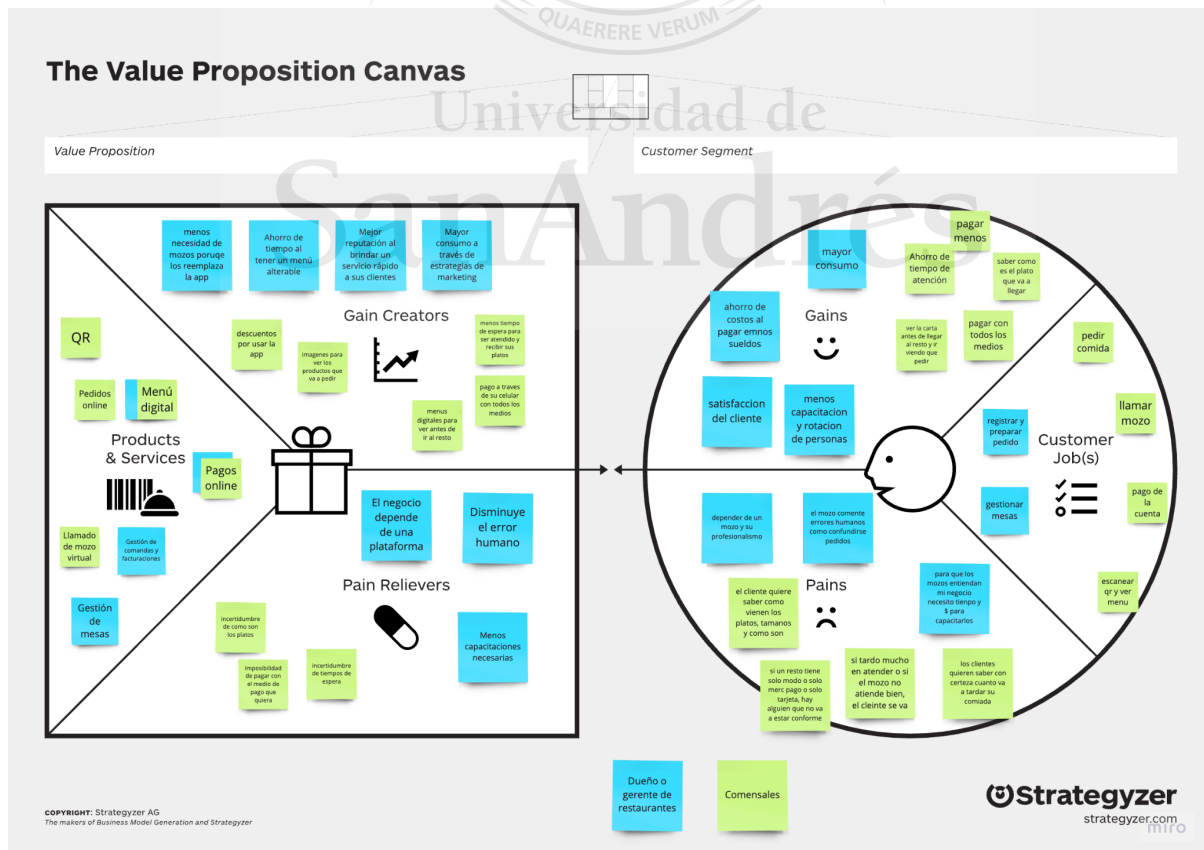 QUAERERE VERUM
The Value Proposition Canvas
Universidad de
SanAndrés
Value Proposition
Customer Segment
menos
necesidad de
mozos poruqe
los reemplaza
la app
Ahorro de
tiempo al
tener un menú
alterable
Mejor
reputación al
brindar un
servicio rápido
a sus clientes
Mayor
consumo a
través de
estrategias de
marketing
Gain Creators
descuentos
por usar la
app
imagenes para
ver los
productos que
va a pedir
menos tiempo
de espera para
ser atendido y
recibir sus
platos
pago a traves
de su celular
con todos los
medios
menus
digitales para
ver antes de
ir al resto
QR
Pedidos
online
Menú
digital
Products
& Services
Pagos
online
Llamado
de mozo
virtual
Gestión de
comandas y
facturaciones
Gestión
de
mesas
El negocio
depende
de una
plataforma
Disminuye
el error
humano
Pain Relievers
incertidumbre
de como son
los platos
imposibilidad
de pagar con
el medio de
pago que
quiera
incertidumbre
de tiempos de
espera
Menos
capacitaciones
necesarias
mayor
consumo
pagar
menos
Ahorro de
tiempo de
atención
saber como
es el plato
que va a
llegar
ahorro de
costos al
pagar emnos
sueldos
Gains
ver la carta
antes de llegar
al resto y ir
viendo que
pedir
pagar con
todos los
medios
satisfaccion
del cliente
menos
capacitacion
y rotacion
de personas
pedir
comida
llamar
mozo
registrar y
preparar
pedido
Customer
Job(s)
gestionar
mesas
pago de
la
cuenta
escanear
qr y ver
menu
depender de un
mozo y su
profesionalismo
el mozo comente
errores humanos
como confundirse
pedidos
Pains
el cliente quiere
saber como
vienen los
platos, tamanos
y como son
para que los
mozos entiendan
mi negocio
necesito tiepno y
$ para
capacitarlos
si un resto tiene
solo modo o solo
merc pago o solo
tarjeta, hay
alguien que no va
a estar conforme
si tardo mucho
en atender o si
el mozo no
atiende bien,
el cleinte se va
los clientes
quieren saber con
certeza cuanto va
a tardar su
comiada
Dueño o
gerente de
restaurantes
Comensales
COPYRIGHT: Strategyzer AG
The makers of Business Model Generation and Strategyzer
Strategyzer
strategyzer.com
miro